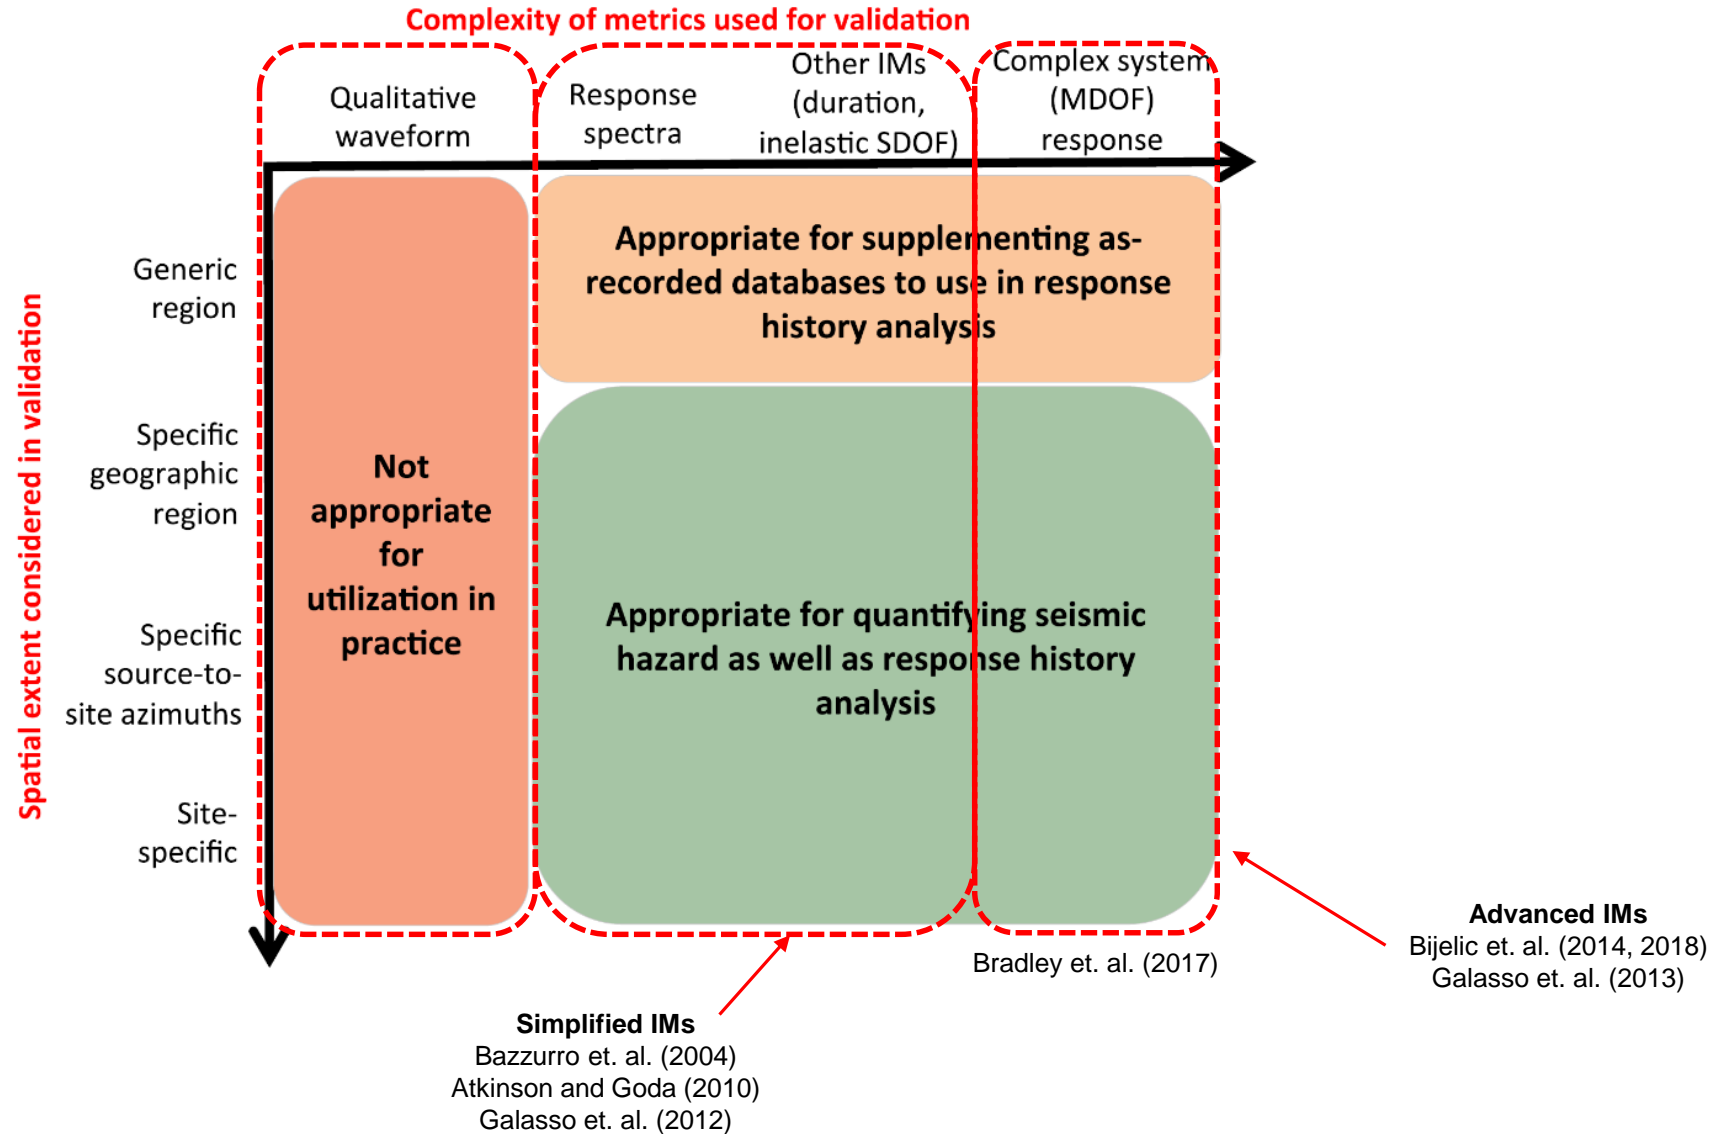 Complexity of metrics used for validation
Qualitative
waveform
Response
spectra
Other IMs
(duration,
inelastic SDOF)
Complex system
(MDOF)
response
Spatial extent considered in validation
Generic
region
Specific
geographic
region
Specific
source-to-
site azimuths
Site-
specific
Not
appropriate
for
utilization in
practice
Appropriate for supplementing as-
recorded databases to use in response
history analysis
Appropriate for quantifying seismic
hazard as well as response history
analysis
Bradley et. al. (2017)
Advanced IMs
Bijelic et. al. (2014, 2018)
Galasso et. al. (2013)
Simplified IMs
Bazzurro et. al. (2004)
Atkinson and Goda (2010)
Galasso et. al. (2012)